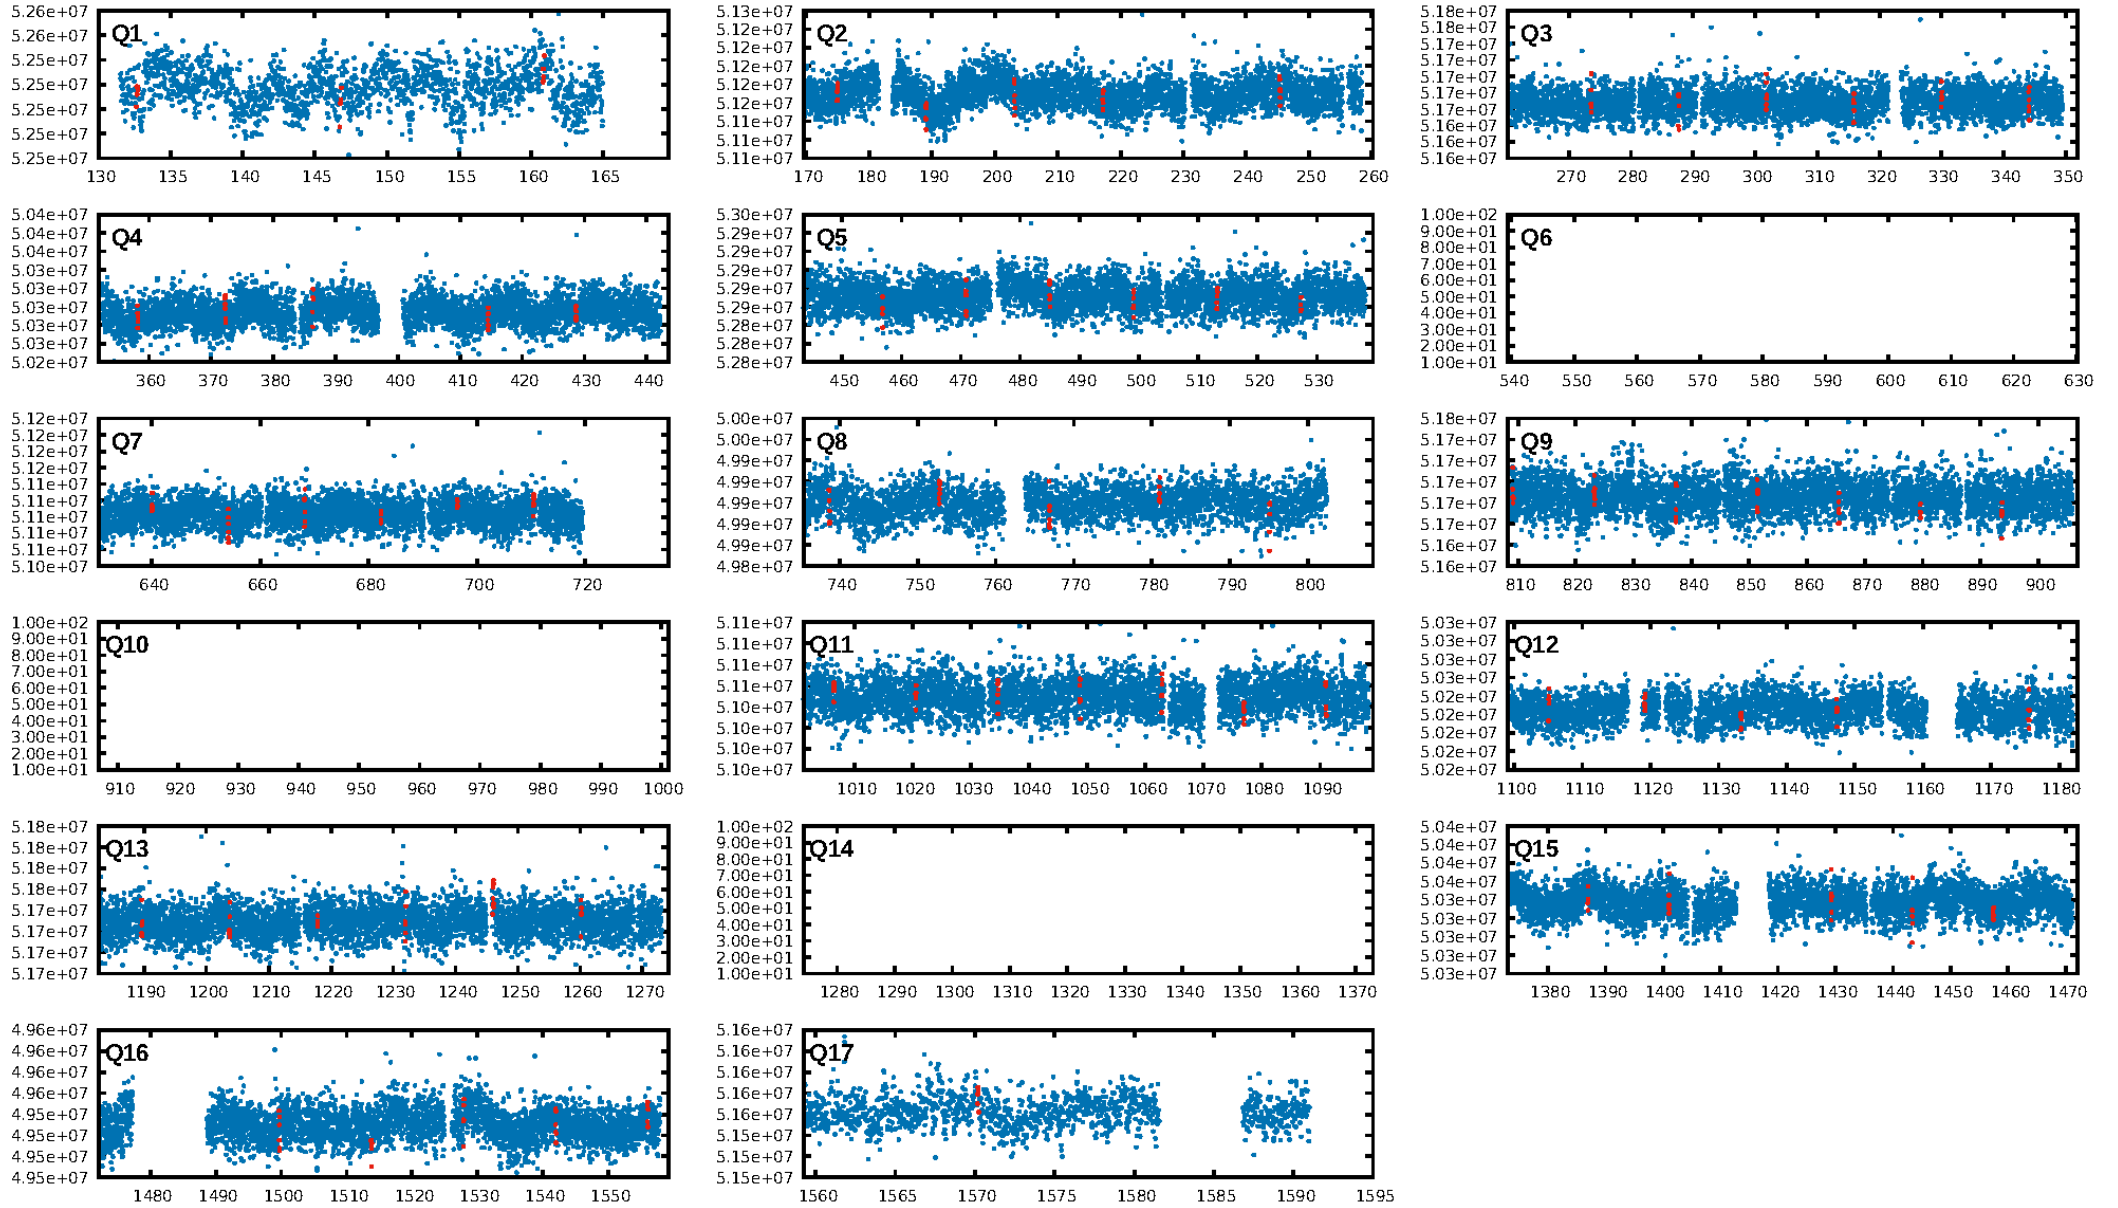 5.26e+07
5.26e+07
5.25e+07
5.25e+07
5.25e+07
5.25e+07
5.25e+07
Q1
130 135 140 145 150 155 160 165
5.13e+07
5.12e+07
5.12e+07
5.12e+07
5.12e+07
5.12e+07
5.11e+07
5.11e+07
5.11e+07
Q2
170 180 190 200 210 220 230 240 250 260
5.18e+07
5.18e+07
5.17e+07
5.17e+07
5.17e+07
5.17e+07
5.17e+07
5.16e+07
5.16e+07
5.16e+07
Q3
270 280 290 300 310 320 330 340 350
5.04e+07
5.04e+07
5.04e+07
5.03e+07
5.03e+07
5.03e+07
5.03e+07
5.03e+07
5.02e+07
Q4
360 370 380 390 400 410 420 430 440
5.30e+07
5.29e+07
5.29e+07
5.29e+07
5.29e+07
5.29e+07
5.28e+07
5.28e+07
5.28e+07
Q5
450 460 470 480 490 500 510 520 530
1.00e+02
9.00e+01
8.00e+01
7.00e+01
6.00e+01
5.00e+01
4.00e+01
3.00e+01
2.00e+01
1.00e+01
Q6
540 550 560 570 580 590 600 610 620 630
5.12e+07
5.12e+07
5.12e+07
5.12e+07
5.11e+07
5.11e+07
5.11e+07
5.11e+07
5.11e+07
5.10e+07
Q7
640 660 680 700 720
5.00e+07
5.00e+07
4.99e+07
4.99e+07
4.99e+07
4.99e+07
4.99e+07
4.98e+07
Q8
740 750 760 770 780 790 800
5.18e+07
5.17e+07
5.17e+07
5.17e+07
5.17e+07
5.17e+07
5.16e+07
5.16e+07
Q9
810 820 830 840 850 860 870 880 890 900
1.00e+02
9.00e+01
8.00e+01
7.00e+01
6.00e+01
5.00e+01
4.00e+01
3.00e+01
2.00e+01
1.00e+01
Q10
910 920 930 940 950 960 970 980 990 1000
5.11e+07
5.11e+07
5.11e+07
5.11e+07
5.10e+07
5.10e+07
5.10e+07
5.10e+07
Q11
1010 1020 1030 1040 1050 1060 1070 1080 1090
5.03e+07
5.03e+07
5.03e+07
5.03e+07
5.02e+07
5.02e+07
5.02e+07
5.02e+07
5.02e+07
Q12
1100 1110 1120 1130 1140 1150 1160 1170 1180
5.18e+07
5.18e+07
5.18e+07
5.18e+07
5.17e+07
5.17e+07
5.17e+07
5.17e+07
Q13
1190 1200 1210 1220 1230 1240 1250 1260 1270
1.00e+02
9.00e+01
8.00e+01
7.00e+01
6.00e+01
5.00e+01
4.00e+01
3.00e+01
2.00e+01
1.00e+01
Q14
1280 1290 1300 1310 1320 1330 1340 1350 1360 1370
5.04e+07
5.04e+07
5.04e+07
5.04e+07
5.03e+07
5.03e+07
5.03e+07
5.03e+07
5.03e+07
Q15
1380 1390 1400 1410 1420 1430 1440 1450 1460 1470
4.96e+07
4.96e+07
4.96e+07
4.96e+07
4.95e+07
4.95e+07
4.95e+07
4.95e+07
Q16
1480 1490 1500 1510 1520 1530 1540 1550
5.16e+07
5.16e+07
5.16e+07
5.16e+07
5.16e+07
5.15e+07
5.15e+07
5.15e+07
Q17
1560 1565 1570 1575 1580 1585 1590 1595